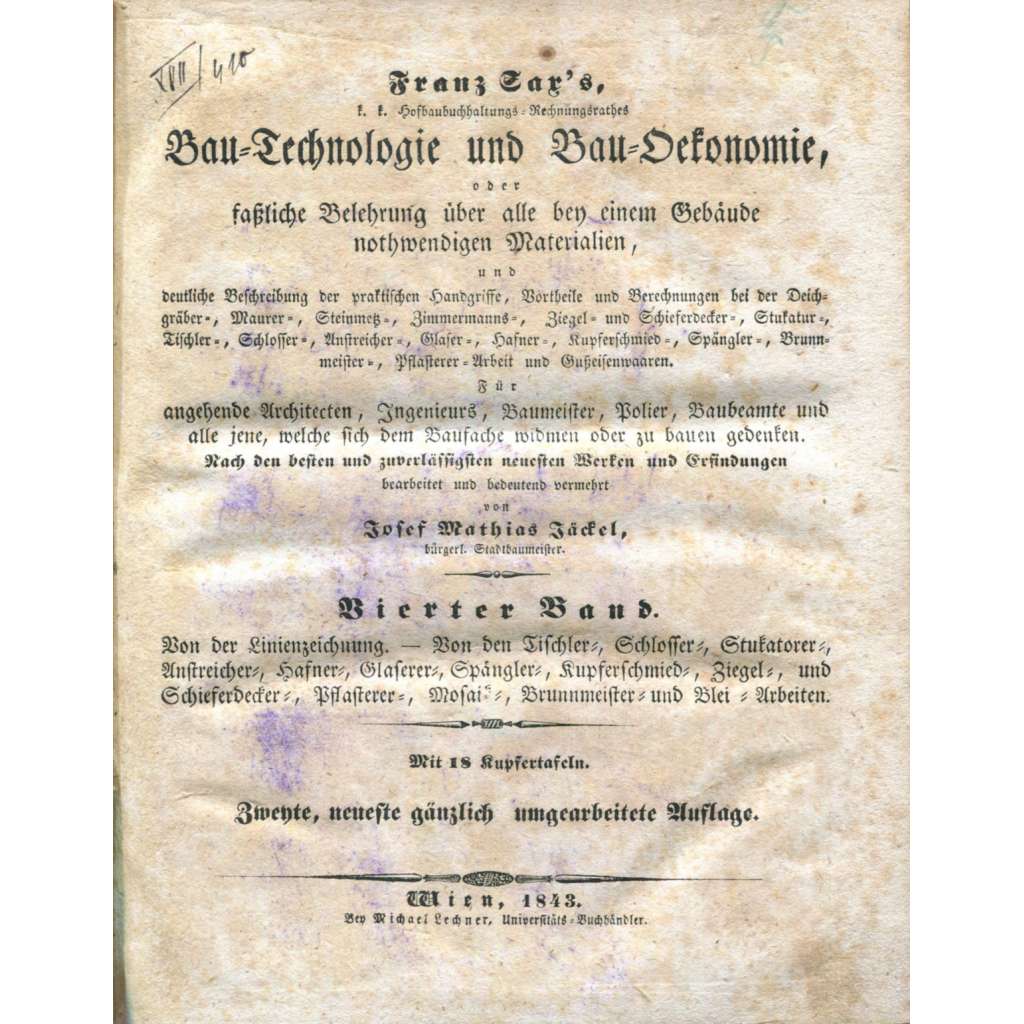 XVII/410
Franz Sax's,
k. k. Hofbaubuchhaltungs-Rechnungsrathes
Bau-Technologie und Bau-Oekonomie,
oder
faßliche Belehrung über alle bey einem Gebäude
nothwendigen Materialien,
und
deutliche Beschreibung der praktischen Handgriffe, Vortheile und Berechnungen bei der Deich-
gräber-, Maurer-, Steinmetz-, Zimmermanns-, Ziegel- und Schieferdecker-, Stukatur-,
Tischler-, Schlosser-, Anstreicher-, Glaser-, Hafner-, Kupferschmied-, Spängler-, Brunn-
meister-, Pflasterer-Arbeit und Gußeisenwaaren.
Für
angehende Architecten, Ingenieurs, Baumeister, Polier, Baubeamte und
alle jene, welche sich dem Baufache widmen oder zu bauen gedenken.
Nach den besten und zuverlässigsten neuesten Werken und Erfindungen
bearbeitet und bedeutend vermehrt
von
Josef Mathias Jäckel,
bürgerl. Stadtbaumeister.
Vierter Band.
Von der Linienzeichnung. — Von den Tischler-, Schlosser-, Stukatorer-,
Anstreicher-, Hafner-, Glaserer-, Spängler-, Kupferschmied-, Ziegel-, und
Schieferdecker-, Pflasterer-, Mosaik-, Brunnmeister- und Blei-Arbeiten.
Mit 18 Kupfertafeln.
Zweyte, neueste gänzlich umgearbeitete Auflage.
Wien, 1843.
Bey Michael Lechner, Universitäts-Buchhändler.